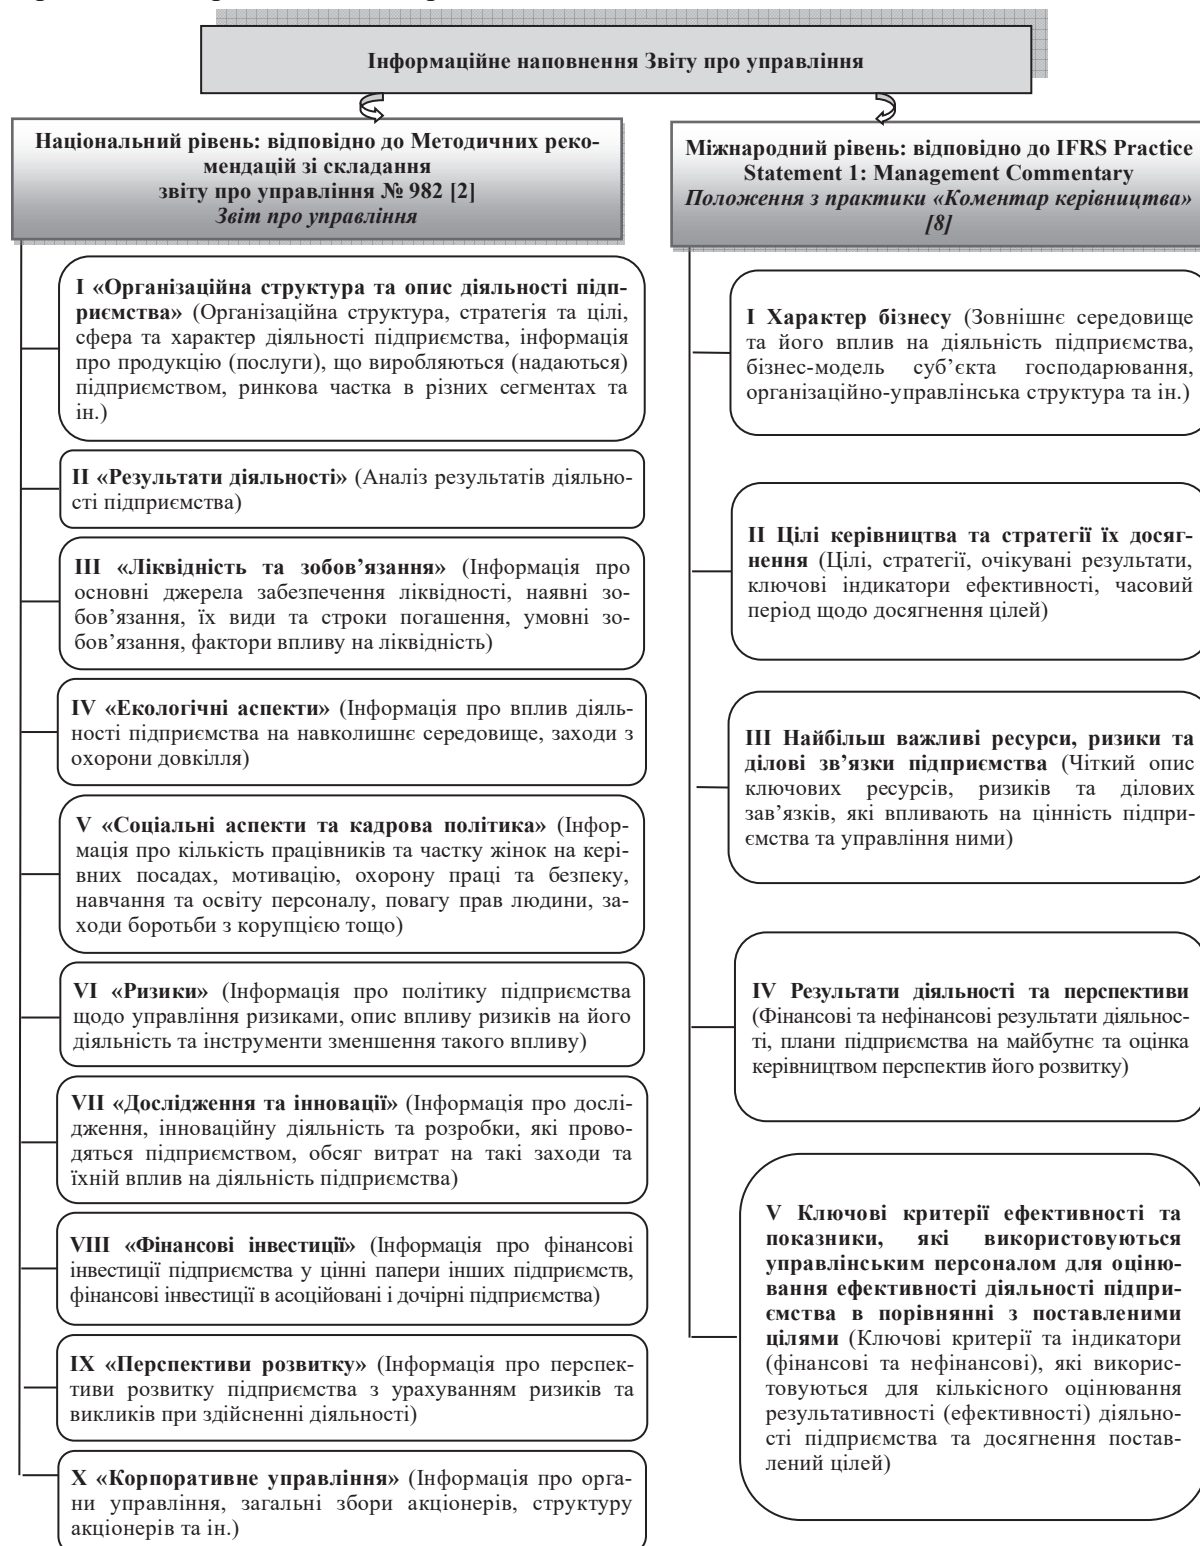 Інформаційне наповнення Звіту про управління
Національний рівень: відповідно до Методичних реко-
мендацій зі складання
звіту про управління № 982 [2]
Звіт про управління
І «Організаційна структура та опис діяльності підп-
риємства» (Організаційна структура, стратегія та цілі,
сфера та характер діяльності підприємства, інформація
про продукцію (послуги), що виробляються (надаються)
підприємством, ринкова частка в різних сегментах та
ін.)
ІІ «Результати діяльності» (Аналіз результатів діяльно-
сті підприємства)
ІІІ «Ліквідність та зобов’язання» (Інформація про
основні джерела забезпечення ліквідності, наявні зо-
бов’язання, їх види та строки погашення, умовні зо-
бов’язання, фактори впливу на ліквідність)
IV «Екологічні аспекти» (Інформація про вплив діяль-
ності підприємства на навколишнє середовище, заходи з
охорони довкілля)
V «Соціальні аспекти та кадрова політика» (Інфор-
мація про кількість працівників та частку жінок на кері-
вних посадах, мотивацію, охорону праці та безпеку,
навчання та освіту персоналу, повагу прав людини, за-
ходи боротьби з корупцією тощо)
VI «Ризики» (Інформація про політику підприємства
щодо управління ризиками, опис впливу ризиків на його
діяльність та інструменти зменшення такого впливу)
VII «Дослідження та інновації» (Інформація про дослі-
дження, інноваційну діяльність та розробки, які прово-
дяться підприємством, обсяг витрат на такі заходи та
їхній вплив на діяльність підприємства)
VIII «Фінансові інвестиції» (Інформація про фінансові
інвестиції підприємства у цінні папери інших підприємств,
фінансові інвестиції в асоційовані і дочірні підприємства)
IX «Перспективи розвитку» (Інформація про перспек-
тиви розвитку підприємства з урахуванням ризиків та
викликів при здійсненні діяльності)
X «Корпоративне управління» (Інформація про орга-
ни управління, загальні збори акціонерів, структуру
акціонерів та ін.)
Міжнародний рівень: відповідно до IFRS Practice
Statement 1: Management Commentary
Положення з практики «Коментар керівництва»
[8]
І Характер бізнесу (Зовнішнє середовище
та його вплив на діяльність підприємства,
бізнес-модель суб’єкта господарювання,
організаційно-управлінська структура та ін.)
ІІ Цілі керівництва та стратегії їх досяг-
нення (Цілі, стратегії, очікувані результати,
ключові індикатори ефективності, часовий
період щодо досягнення цілей)
ІІІ Найбільш важливі ресурси, ризики та
ділові зв’язки підприємства (Чіткий опис
ключових ресурсів, ризиків та ділових
зав’язків, які впливають на цінність підпри-
ємства та управління ними)
IV Результати діяльності та перспективи
(Фінансові та нефінансові результати діяльнос-
ті, плани підприємства на майбутнє та оцінка
керівництвом перспектив його розвитку)
V Ключові критерії ефективності та
показники, які використовуються
управлінським персоналом для оціню-
вання ефективності діяльності підпри-
ємства в порівнянні з поставленими
цілями (Ключові критерії та індикатори
(фінансові та нефінансові), які викорис-
товуються для кількісного оцінювання
результативності (ефективності) діяльно-
сті підприємства та досягнення постав-
лений цілей)